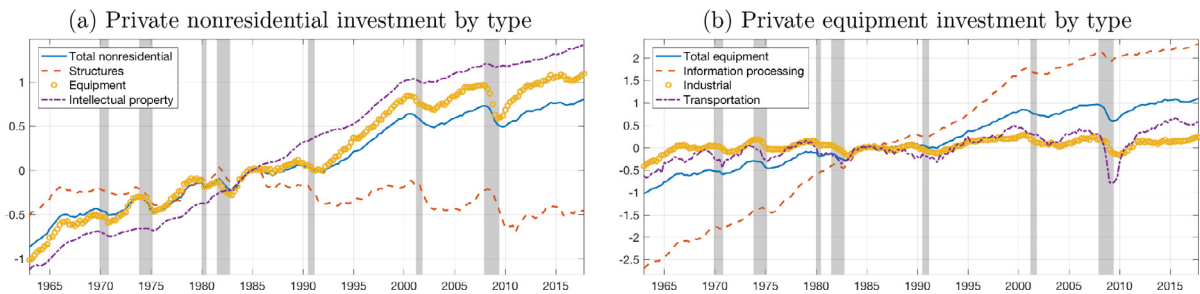 (a) Private nonresidential investment by type
Total nonresidential
Structures
Equipment
Intellectual property
1
0.5
0
-0.5
-1
1965 1970 1975 1980 1985 1990 1995 2000 2005 2010 2015
(b) Private equipment investment by type
Total equipment
Information processing
Industrial
Transportation
2
1.5
1
0.5
0
-0.5
-1
-1.5
-2
-2.5
1965 1970 1975 1980 1985 1990 1995 2000 2005 2010 2015